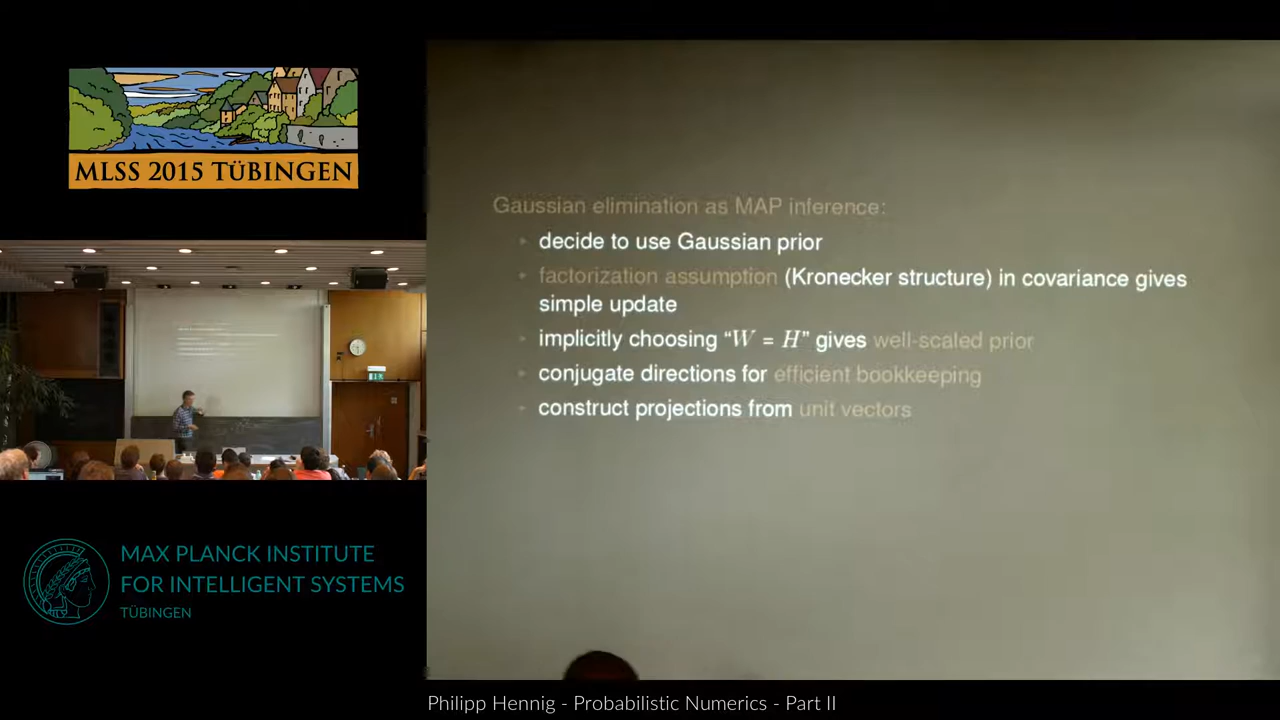 MLSS 2015 TÜBINGEN
Gaussian elimination as MAP inference:
decide to use Gaussian prior
factorization assumption (Kronecker structure) in covariance gives
simple update
implicitly choosing “W = H” gives well-scaled prior
conjugate directions for efficient bookkeeping
construct projections from unit vectors
MAX PLANCK INSTITUTE
FOR INTELLIGENT SYSTEMS
TÜBINGEN
Philipp Hennig - Probabilistic Numerics - Part II